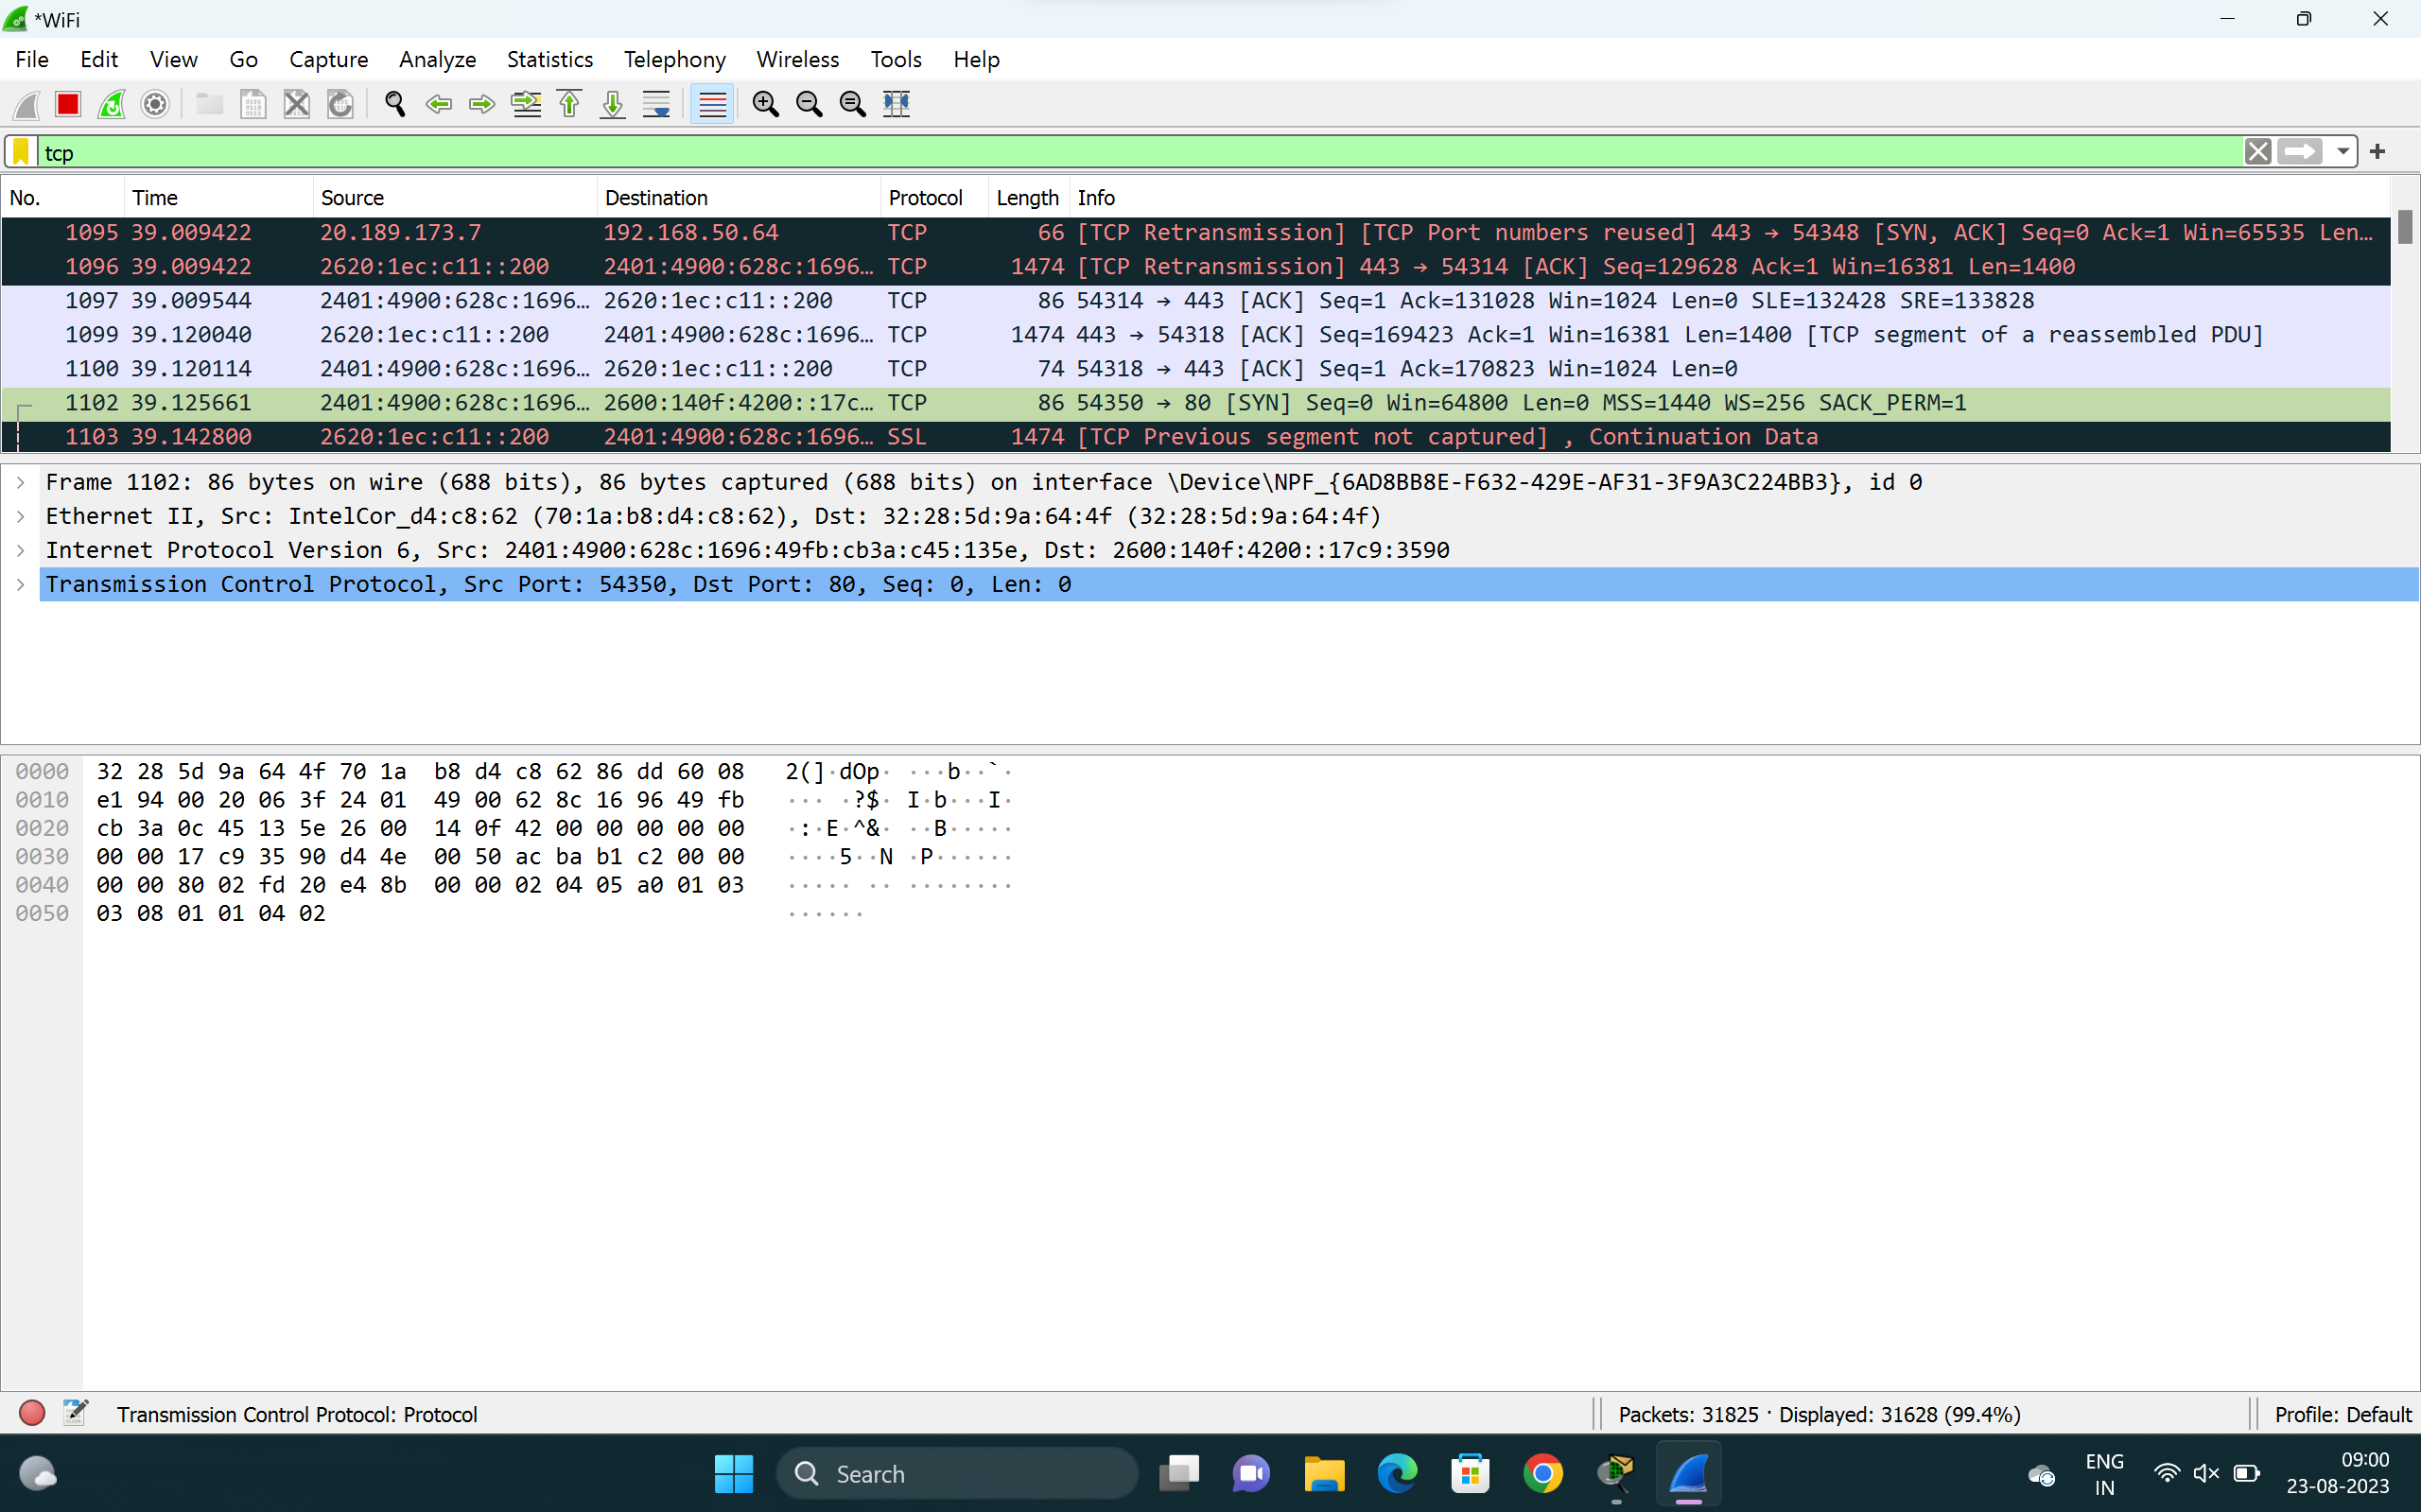 *WiFi
File Edit View Go Capture Analyze Statistics Telephony Wireless Tools Help
tcp
No. Time Source Destination Protocol Length Info
1095 39.009422 20.189.173.7 192.168.50.64 TCP 66 [TCP Retransmission] [TCP Port numbers reused] 443 → 54348 [SYN, ACK] Seq=0 Ack=1 Win=65535 Len…
1096 39.009422 2620:1ec:c11::200 2401:4900:628c:1696… TCP 1474 [TCP Retransmission] 443 → 54314 [ACK] Seq=129628 Ack=1 Win=16381 Len=1400
1097 39.009544 2401:4900:628c:1696… 2620:1ec:c11::200 TCP 86 54314 → 443 [ACK] Seq=1 Ack=131028 Win=1024 Len=0 SLE=132428 SRE=133828
1099 39.120040 2620:1ec:c11::200 2401:4900:628c:1696… TCP 1474 443 → 54318 [ACK] Seq=169423 Ack=1 Win=16381 Len=1400 [TCP segment of a reassembled PDU]
1100 39.120114 2401:4900:628c:1696… 2620:1ec:c11::200 TCP 74 54318 → 443 [ACK] Seq=1 Ack=170823 Win=1024 Len=0
1102 39.125661 2401:4900:628c:1696… 2600:140f:4200::17c… TCP 86 54350 → 80 [SYN] Seq=0 Win=64800 Len=0 MSS=1440 WS=256 SACK_PERM=1
1103 39.142800 2620:1ec:c11::200 2401:4900:628c:1696… SSL 1474 [TCP Previous segment not captured] , Continuation Data
Frame 1102: 86 bytes on wire (688 bits), 86 bytes captured (688 bits) on interface \Device\NPF_{6AD8BB8E-F632-429E-AF31-3F9A3C224BB3}, id 0
Ethernet II, Src: IntelCor_d4:c8:62 (70:1a:b8:d4:c8:62), Dst: 32:28:5d:9a:64:4f (32:28:5d:9a:64:4f)
Internet Protocol Version 6, Src: 2401:4900:628c:1696:49fb:cb3a:c45:135e, Dst: 2600:140f:4200::17c9:3590
Transmission Control Protocol, Src Port: 54350, Dst Port: 80, Seq: 0, Len: 0
0000 32 28 5d 9a 64 4f 70 1a b8 d4 c8 62 86 dd 60 08 2(]·dOp· ···b··`·
0010 e1 94 00 20 06 3f 24 01 49 00 62 8c 16 96 49 fb ··· ·?$· I·b···I·
0020 cb 3a 0c 45 13 5e 26 00 14 0f 42 00 00 00 00 00 ·:·E·^&· ··B·····
0030 00 00 17 c9 35 90 d4 4e 00 50 ac ba b1 c2 00 00 ····5··N ·P······
0040 00 00 80 02 fd 20 e4 8b 00 00 02 04 05 a0 01 03 ····· ·· ········
0050 03 08 01 01 04 02 ······
Transmission Control Protocol: Protocol Packets: 31825 · Displayed: 31628 (99.4%) Profile: Default
Search
ENG
IN
09:00
23-08-2023